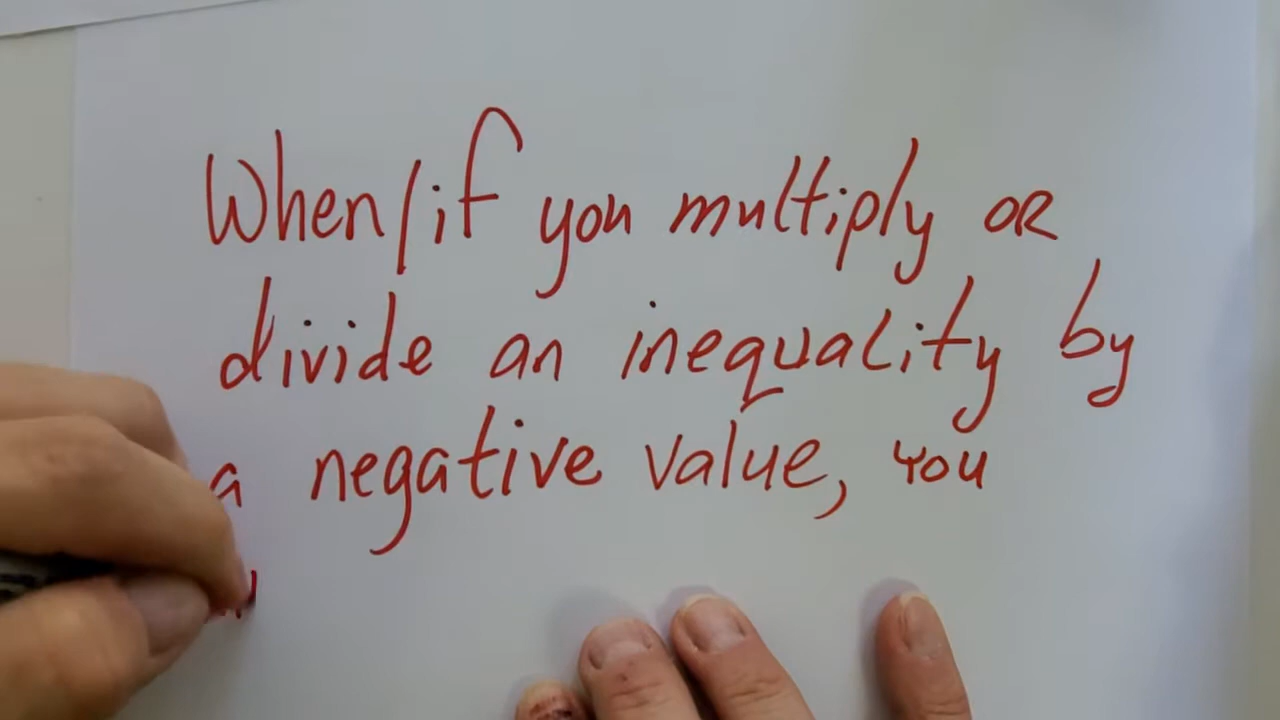 When/if you multiply OR
divide an inequality by
a negative value, you